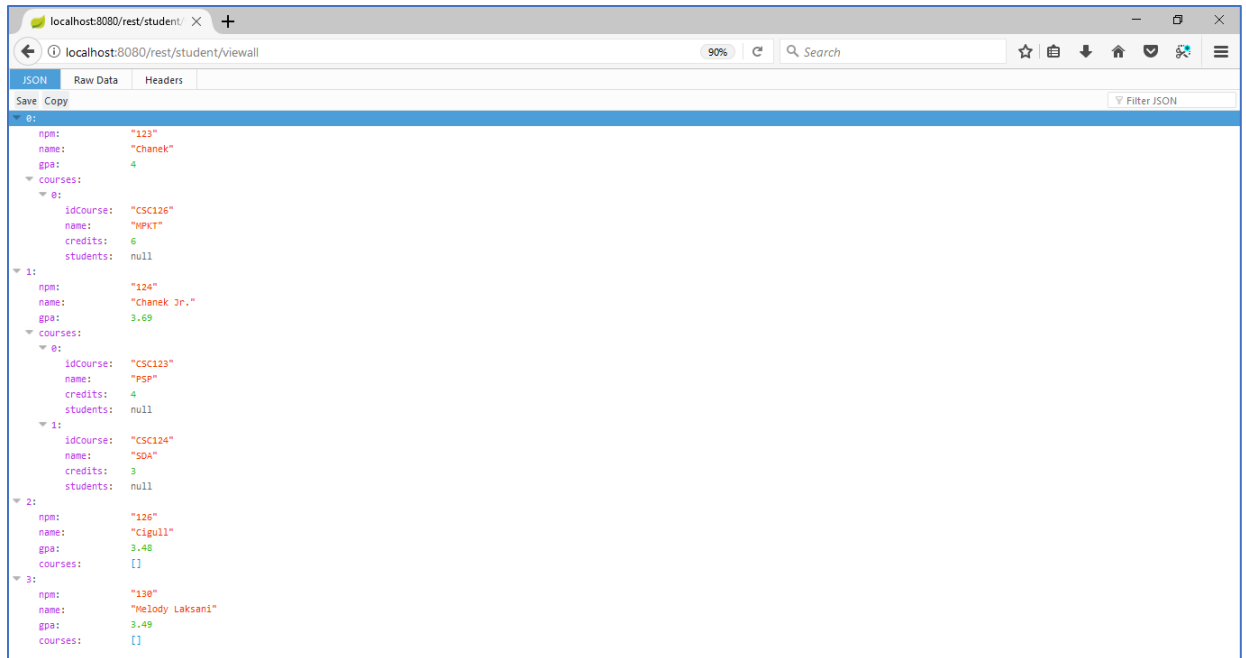 localhost:8080/rest/student/
localhost:8080/rest/student/viewall 90% Search
JSON Raw Data Headers
Save Copy Filter JSON
0:
npm: "123"
name: "Chanek"
gpa: 4
courses:
0:
idCourse: "CSC126"
name: "MPKT"
credits: 6
students: null
1:
npm: "124"
name: "Chanek Jr."
gpa: 3.69
courses:
0:
idCourse: "CSC123"
name: "PSP"
credits: 4
students: null
1:
idCourse: "CSC124"
name: "SDA"
credits: 3
students: null
2:
npm: "126"
name: "Cigull"
gpa: 3.48
courses: []
3:
npm: "130"
name: "Melody Laksani"
gpa: 3.49
courses: []